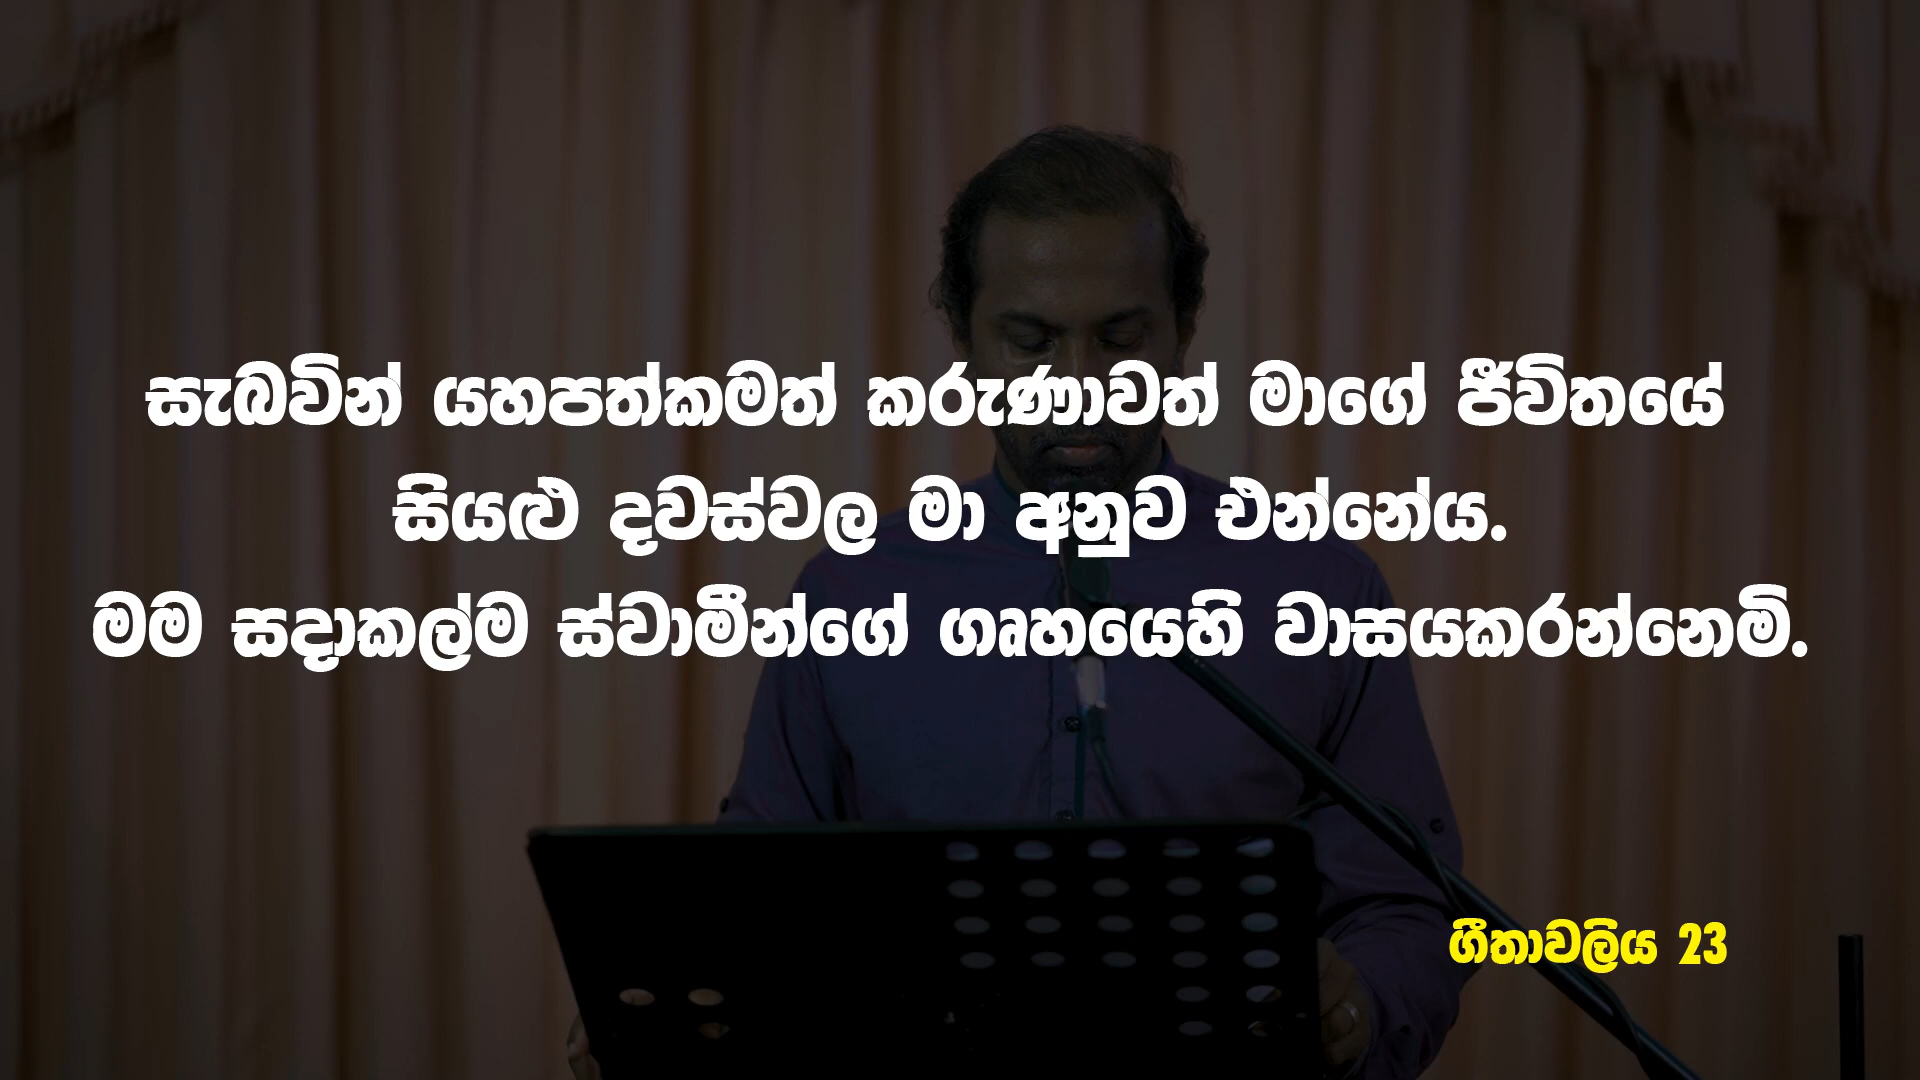 සැබවින් යහපත්කමත් කරුණාවත් මාගේ ජීවිතයේ
සියළු දවස්වල මා අනුව එන්නේය.
මම සදාකල්ම ස්වාමීන්ගේ ගෘහයෙහි වාසයකරන්නෙමි.
ගීතාවලිය 23